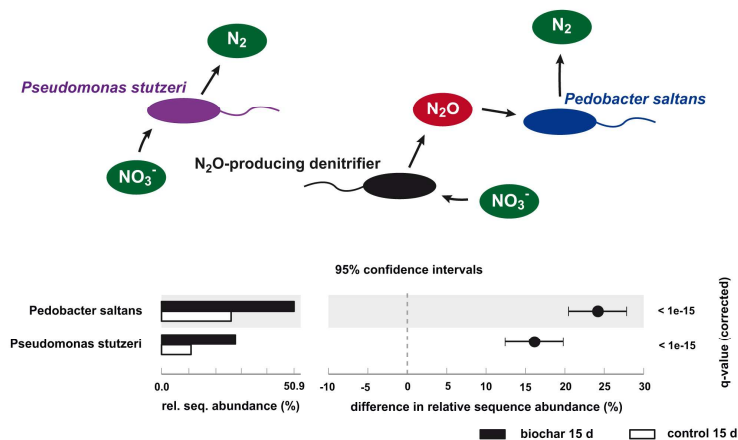 N₂
N₂
Pseudomonas stutzeri
Pedobacter saltans
N₂O
N₂O-producing denitrifier
NO₃⁻
NO₃⁻
95% confidence intervals
Pedobacter saltans
< 1e-15
Pseudomonas stutzeri
< 1e-15
q-value (corrected)
0.0 50.9
-10 -5 0 5 10 15 20 25 30
rel. seq. abundance (%)
difference in relative sequence abundance (%)
biochar 15 d
control 15 d